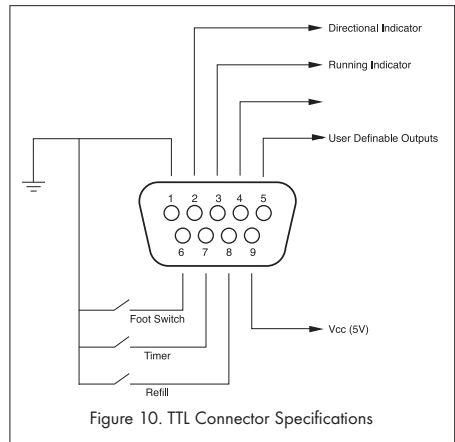 Directional Indicator
Running Indicator
User Definable Outputs
1 2 3 4 5
6 7 8 9
Foot Switch
Vcc (5V)
Timer
Refill
Figure 10. TTL Connector Specifications